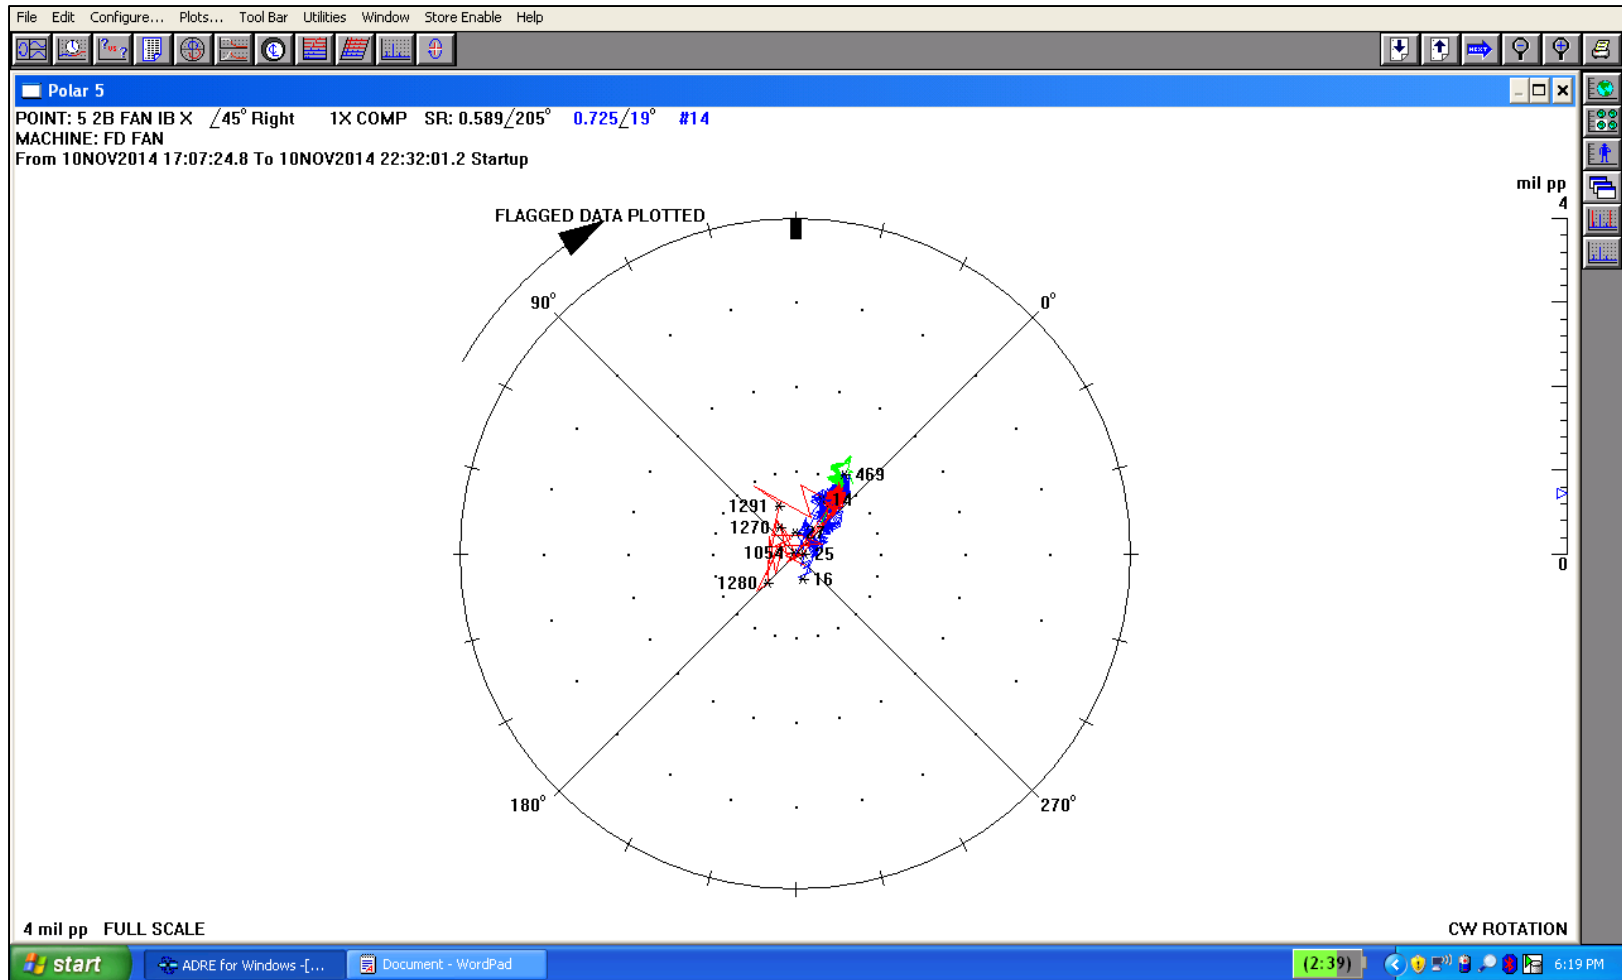 File Edit Configure... Plots... Tool Bar Utilities Window Store Enable Help
?vs ?
NEXT
Polar 5
POINT: 5 2B FAN IB X ∠45° Right 1X COMP SR: 0.589∠205° 0.725∠19° #14
MACHINE: FD FAN
From 10NOV2014 17:07:24.8 To 10NOV2014 22:32:01.2 Startup
mil pp
4
FLAGGED DATA PLOTTED
90°
0°
469
14
1291
1270
1054
25
0
1280
16
180°
270°
4 mil pp FULL SCALE
CW ROTATION
start
ADRE for Windows -[...
Document - WordPad
(2:39)
6:19 PM